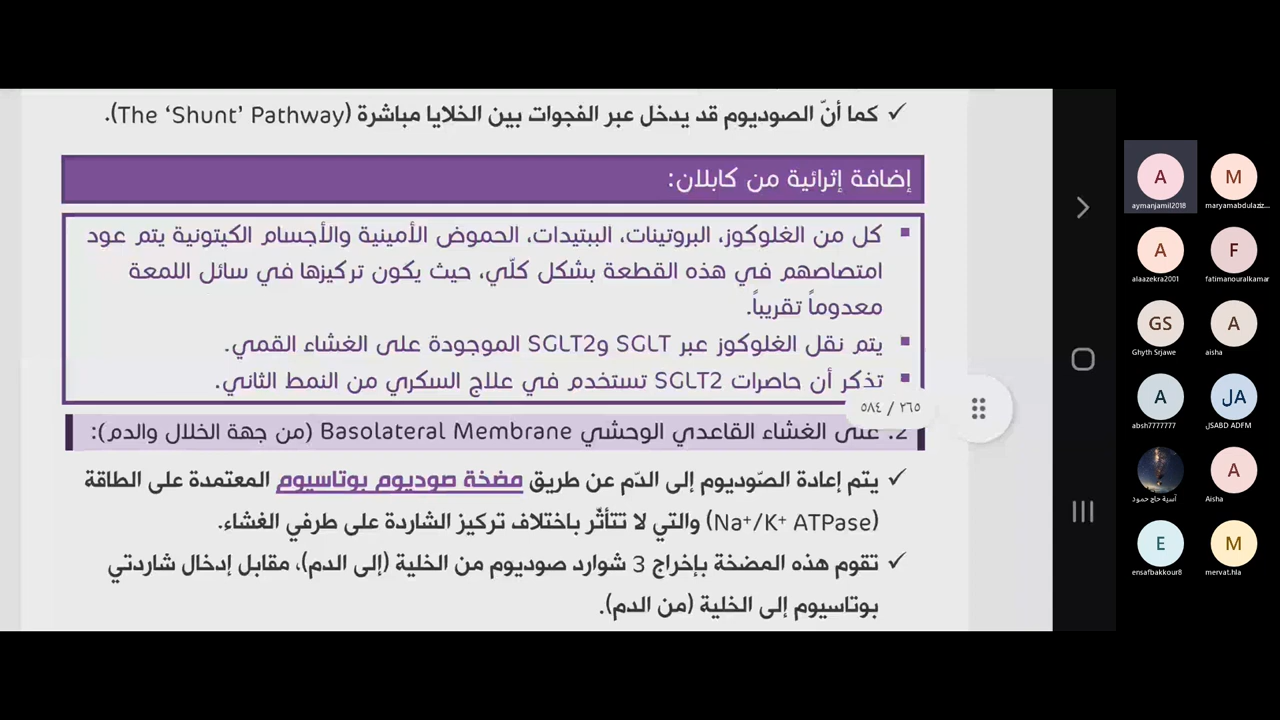 ✓ كما أنّ الصوديوم قد يدخل عبر الفجوات بين الخلايا مباشرة (The ‘Shunt’ Pathway).
إضافة إثرائية من كابلان:
▪ كل من الغلوكوز، البروتينات، الببتيدات، الحموض الأمينية والأجسام الكيتونية يتم عود
امتصاصهم في هذه القطعة بشكل كلّي، حيث يكون تركيزها في سائل اللمعة
معدوماً تقريباً.
▪ يتم نقل الغلوكوز عبر SGLT وSGLT2 الموجودة على الغشاء القمي.
▪ تذكر أن حاصرات SGLT2 تستخدم في علاج السكري من النمط الثاني.
٢٦٥ / ٥٨٤
2. على الغشاء القاعدي الوحشي Basolateral Membrane (من جهة الخلال والدم):
✓ يتم إعادة الصّوديوم إلى الدّم عن طريق مضخة صوديوم بوتاسيوم المعتمدة على الطاقة
(Na⁺/K⁺ ATPase) والتي لا تتأثّر باختلاف تركيز الشاردة على طرفي الغشاء.
✓ تقوم هذه المضخة بإخراج 3 شوارد صوديوم من الخلية (إلى الدم)، مقابل إدخال شاردتي
بوتاسيوم إلى الخلية (من الدم).
A
aymanjamil2018
M
maryamabdulaziz...
A
alaazekra2001
F
fatimanouralkamar
GS
Ghyth Srjawe
A
aisha
A
absh7777777
JA
JSABD ADFM
آسية حاج حمود
A
Aisha
E
ensafbakkour8
M
mervat.hla